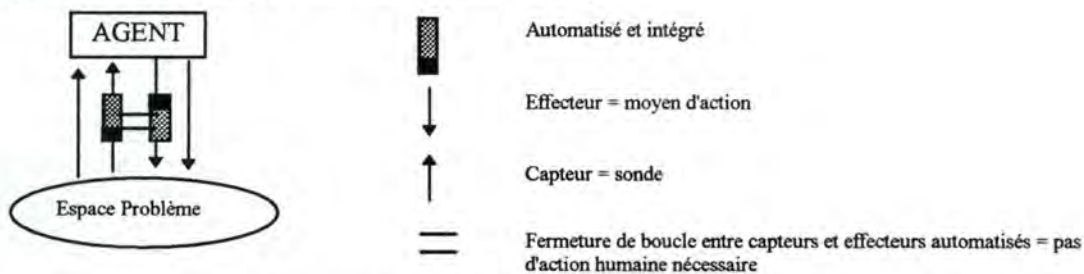 AGENT
Espace Problème
Automatisé et intégré
Effecteur = moyen d'action
Capteur = sonde
Fermeture de boucle entre capteurs et effecteurs automatisés = pas
d'action humaine nécessaire